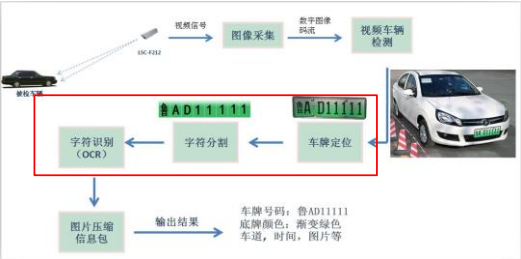 视频信号
数字图像
码流
图像采集
视频车辆
检测
ESC-F212
被检车辆
鲁AD11111
鲁A·D11111
字符识别
(OCR)
字符分割
车牌定位
图片压缩
信息包
输出结果
车牌号码：鲁AD11111
底牌颜色：渐变绿色
车道，时间，图片等